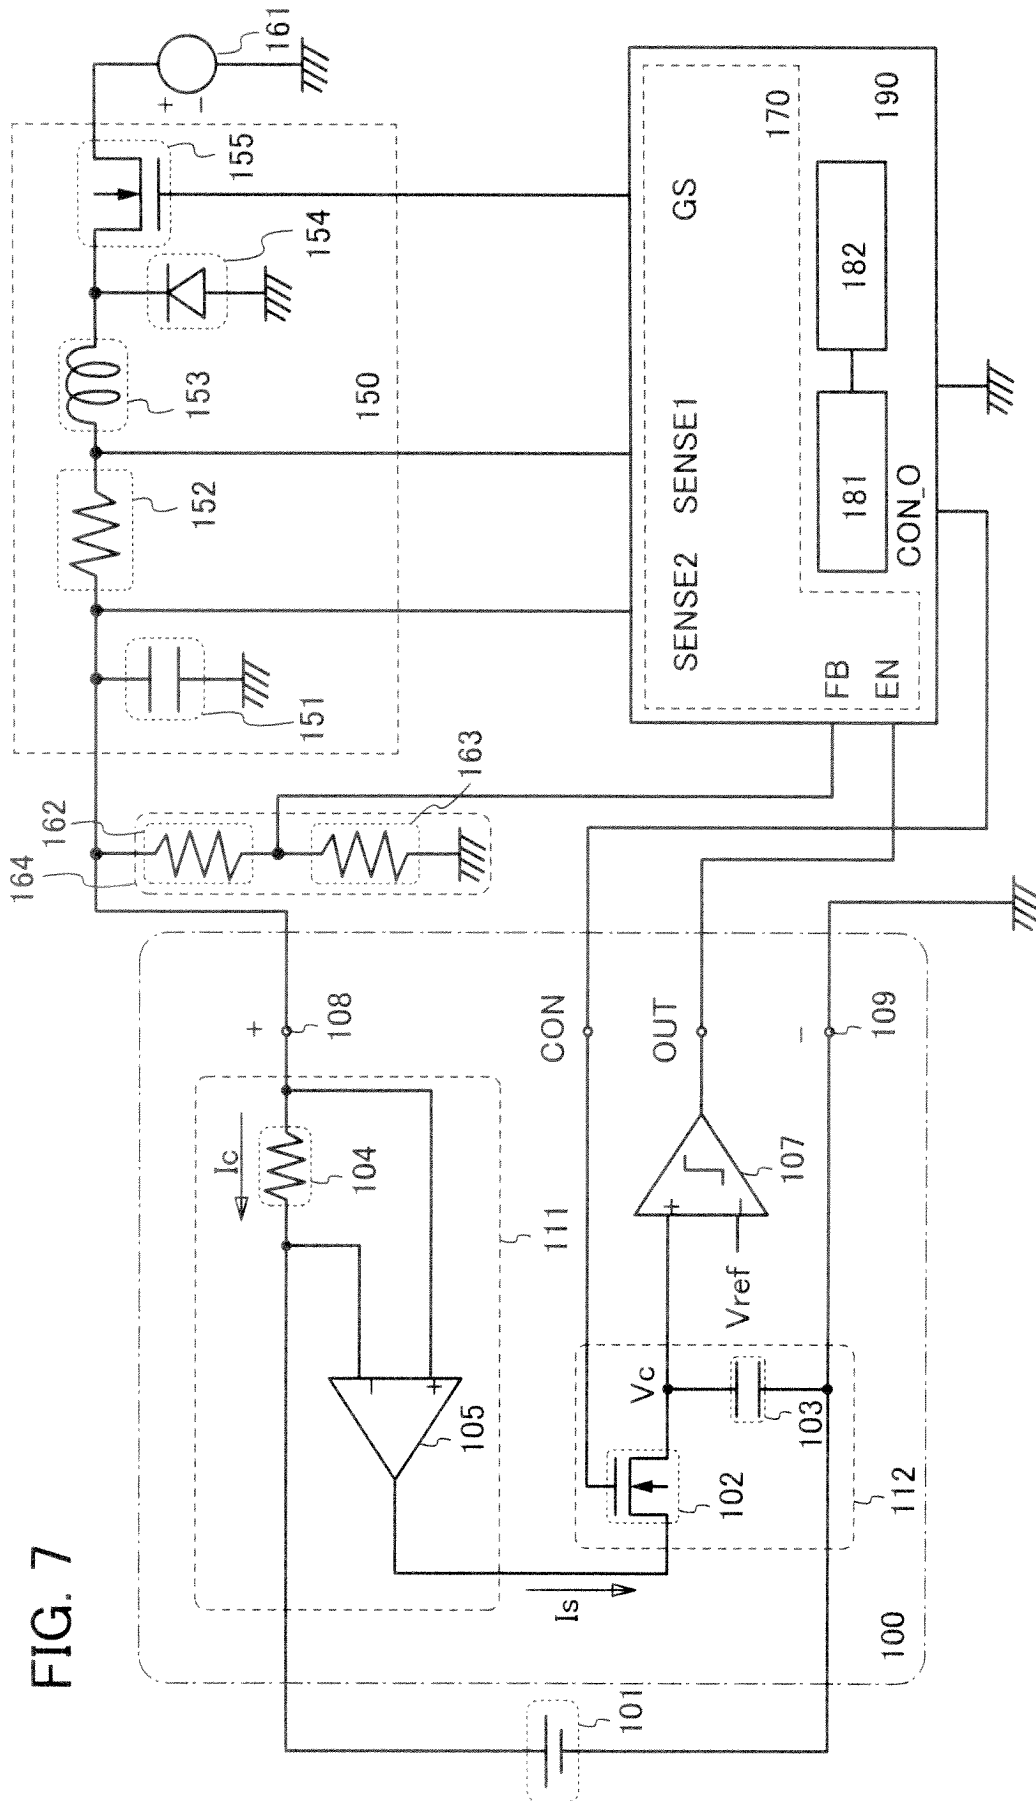 FIG. 7
161
+
−
155
154
153
150
152
151
164
162
163
GS
170
190
SENSE1
SENSE2
182
181
CON_O
FB
EN
+
108
Ic
104
111
105
−
+
CON
OUT
−
109
107
+
−
Vref
Vc
103
102
112
Is
100
101